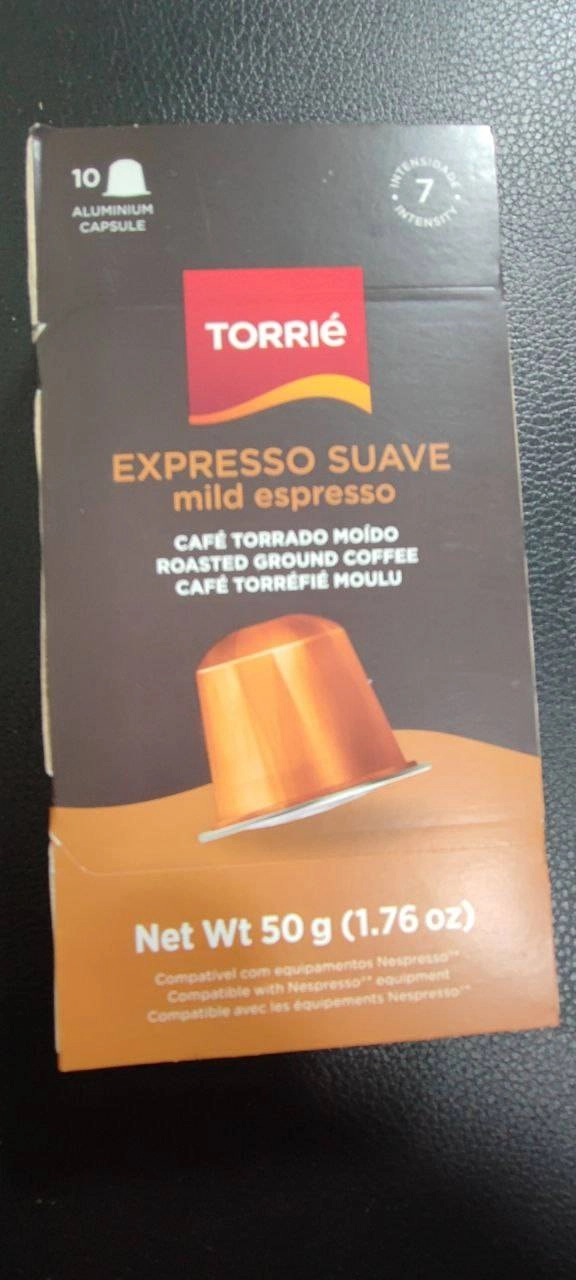 10
ALUMINIUM
CAPSULE
INTENSIDADE
7
INTENSITY
TORRIé
EXPRESSO SUAVE
mild espresso
CAFÉ TORRADO MOÍDO
ROASTED GROUND COFFEE
CAFÉ TORRÉFIÉ MOULU
Net Wt 50 g (1.76 oz)
Compatível com equipamentos Nespresso**
Compatible with Nespresso** equipment
Compatible avec les équipements Nespresso**